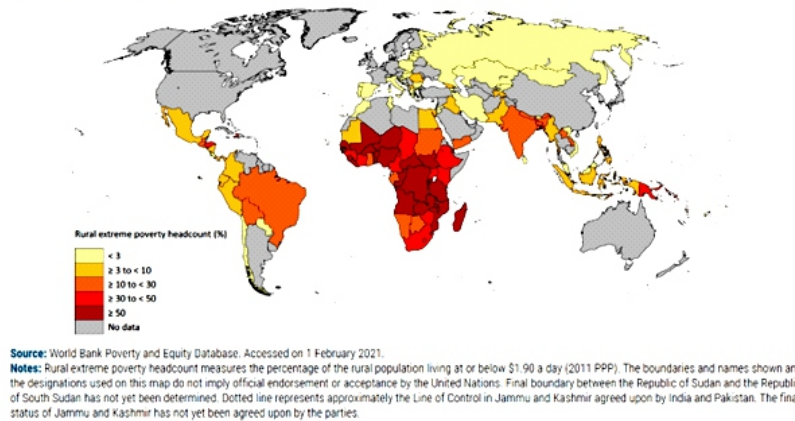 Rural extreme poverty headcount (%)
< 3
≥ 3 to < 10
≥ 10 to < 30
≥ 30 to < 50
≥ 50
No data
Source: World Bank Poverty and Equity Database. Accessed on 1 February 2021.
Notes: Rural extreme poverty headcount measures the percentage of the rural population living at or below $1.90 a day (2011 PPP). The boundaries and names shown an
the designations used on this map do not imply official endorsement or acceptance by the United Nations. Final boundary between the Republic of Sudan and the Republi
of South Sudan has not yet been determined. Dotted line represents approximately the Line of Control in Jammu and Kashmir agreed upon by India and Pakistan. The fina
status of Jammu and Kashmir has not yet been agreed upon by the parties.